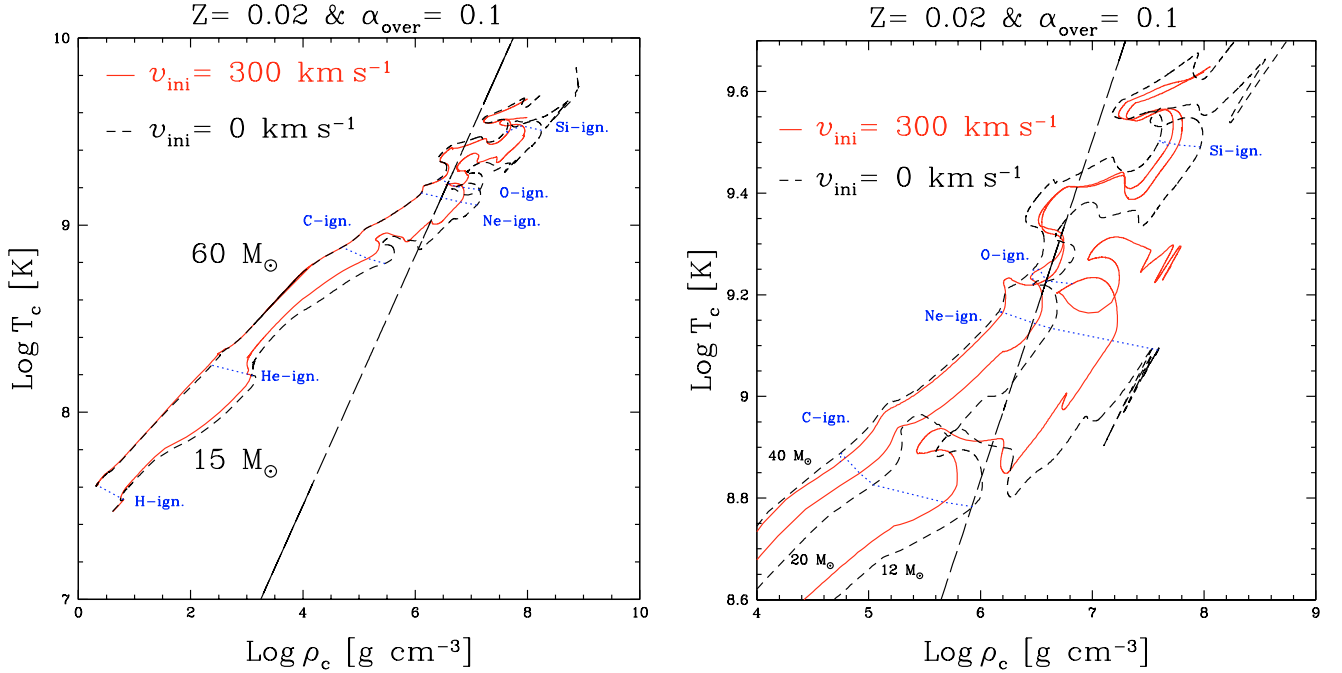 Z= 0.02 & α_over= 0.1
10
9
8
7
0
2
4
6
8
10
Log T_c [K]
Log ρ_c [g cm⁻³]
— υ_ini= 300 km s⁻¹
-- υ_ini= 0 km s⁻¹
Si-ign.
O-ign.
Ne-ign.
C-ign.
60 M⊙
He-ign.
15 M⊙
H-ign.
Z= 0.02 & α_over= 0.1
9.6
9.4
9.2
9
8.8
8.6
4
5
6
7
8
9
Log T_c [K]
Log ρ_c [g cm⁻³]
— υ_ini= 300 km s⁻¹
-- υ_ini= 0 km s⁻¹
Si-ign.
O-ign.
Ne-ign.
C-ign.
40 M⊙
20 M⊙
12 M⊙